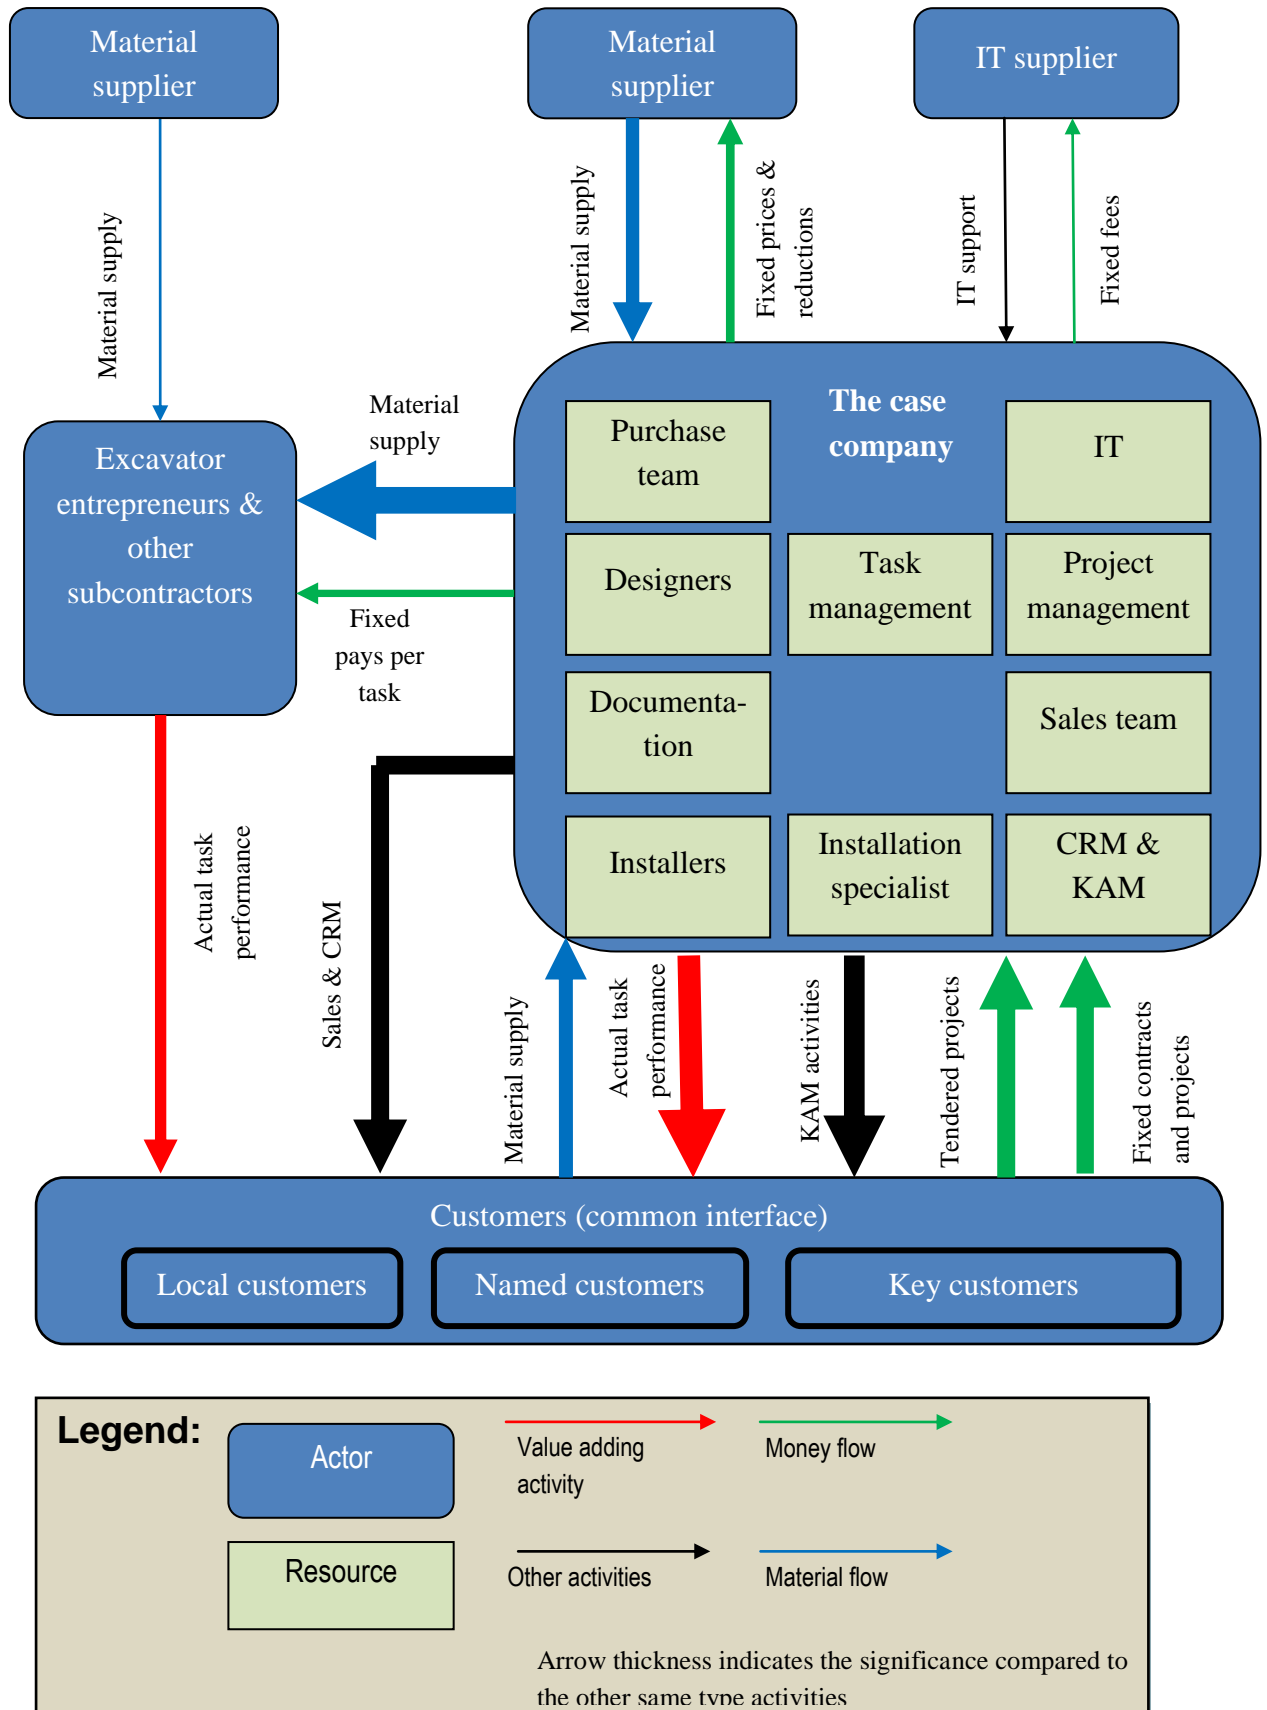 Material
supplier
Material
supplier
IT supplier
Material supply
Material supply
Fixed prices &
reductions
IT support
Fixed fees
Material
supply
The case
company
Purchase
team
IT
Excavator
entrepreneurs &
other
subcontractors
Designers
Task
management
Project
management
Fixed
pays per
task
Documenta-
tion
Sales team
Installers
Installation
specialist
CRM &
KAM
Actual task
performance
Sales & CRM
Material supply
Actual task
performance
KAM activities
Tendered projects
Fixed contracts
and projects
Customers (common interface)
Local customers
Named customers
Key customers
Legend:
Actor
Value adding
activity
Money flow
Resource
Other activities
Material flow
Arrow thickness indicates the significance compared to
the other same type activities